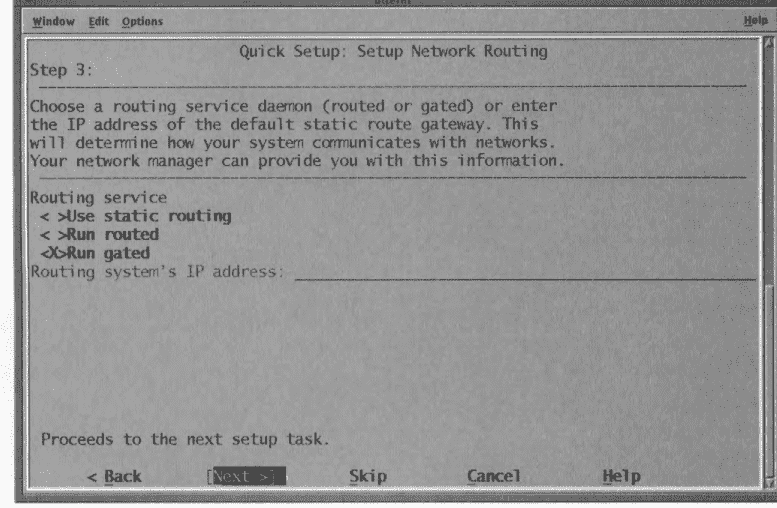 Window Edit Options Help
Quick Setup: Setup Network Routing
Step 3:
Choose a routing service daemon (routed or gated) or enter
the IP address of the default static route gateway. This
will determine how your system communicates with networks.
Your network manager can provide you with this information.
Routing service
< >Use static routing
< >Run routed
<X>Run gated
Routing system's IP address:
Proceeds to the next setup task.
< Back [Next >] Skip Cancel Help